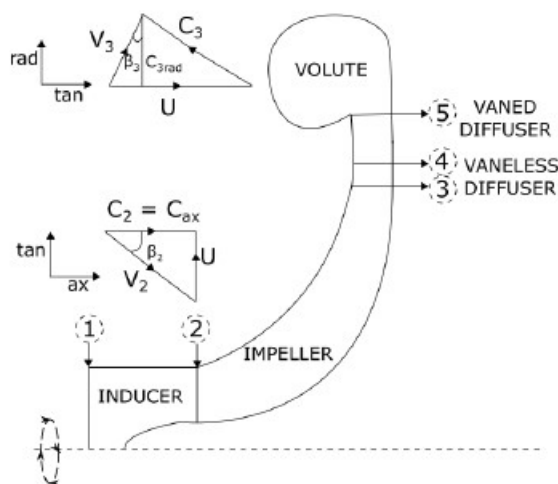 V₃
C₃
β₃
C₃rad
rad
tan
U
VOLUTE
5 VANED
DIFFUSER
4 VANELESS
3 DIFFUSER
C₂ = Cax
tan
β₂
U
V₂
ax
1
2
IMPELLER
INDUCER